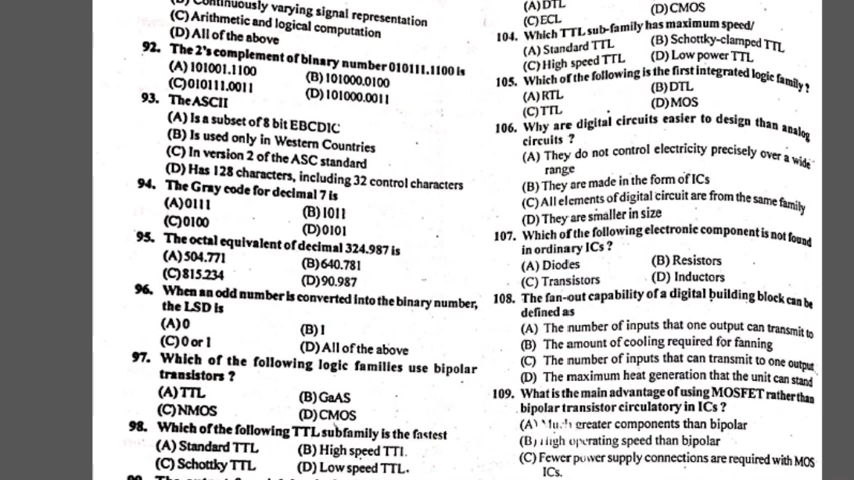 (B) Continuously varying signal representation
(C) Arithmetic and logical computation
(D) All of the above
92. The 2's complement of binary number 010111.1100 is
(A) 101001.1100
(B) 101000.0100
(C) 010111.0011
(D) 101000.0011
93. The ASCII
(A) Is a subset of 8 bit EBCDIC
(B) Is used only in Western Countries
(C) In version 2 of the ASC standard
(D) Has 128 characters, including 32 control characters
94. The Gray code for decimal 7 is
(A) 0111
(B) 1011
(C) 0100
(D) 0101
95. The octal equivalent of decimal 324.987 is
(A) 504.771
(B) 640.781
(C) 815.234
(D) 90.987
96. When an odd number is converted into the binary number,
the LSD is
(A) 0
(B) 1
(C) 0 or 1
(D) All of the above
97. Which of the following logic families use bipolar
transistors ?
(A) TTL
(B) GaAS
(C) NMOS
(D) CMOS
98. Which of the following TTL subfamily is the fastest
(A) Standard TTL
(B) High speed TTL
(C) Schottky TTL
(D) Low speed TTL.
(A) DTL
(D) CMOS
(C) ECL
104. Which TTL sub-family has maximum speed/
(A) Standard TTL
(B) Schottky-clamped TTL
(C) High speed TTL
(D) Low power TTL
105. Which of the following is the first integrated logic family ?
(A) RTL
(B) DTL
(C) TTL
(D) MOS
106. Why are digital circuits easier to design than analog
circuits ?
(A) They do not control electricity precisely over a wide
range
(B) They are made in the form of ICs
(C) All elements of digital circuit are from the same family
(D) They are smaller in size
107. Which of the following electronic component is not found
in ordinary ICs ?
(A) Diodes
(B) Resistors
(C) Transistors
(D) Inductors
108. The fan-out capability of a digital building block can be
defined as
(A) The number of inputs that one output can transmit to
(B) The amount of cooling required for fanning
(C) The number of inputs that can transmit to one output
(D) The maximum heat generation that the unit can stand
109. What is the main advantage of using MOSFET rather than
bipolar transistor circulatory in ICs ?
(A) Much greater components than bipolar
(B) High operating speed than bipolar
(C) Fewer power supply connections are required with MOS
ICs.